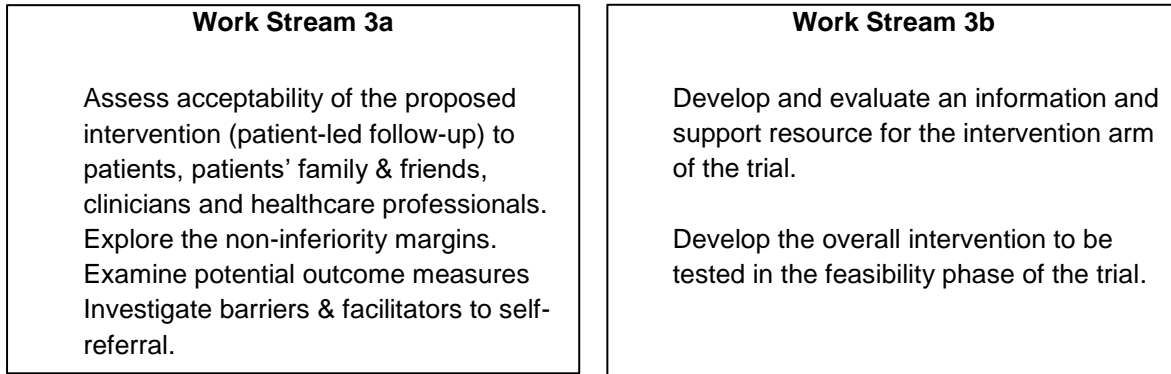 Work Stream 3a
Assess acceptability of the proposed
intervention (patient-led follow-up) to
patients, patients’ family & friends,
clinicians and healthcare professionals.
Explore the non-inferiority margins.
Examine potential outcome measures
Investigate barriers & facilitators to self-
referral.
Work Stream 3b
Develop and evaluate an information and
support resource for the intervention arm
of the trial.
Develop the overall intervention to be
tested in the feasibility phase of the trial.